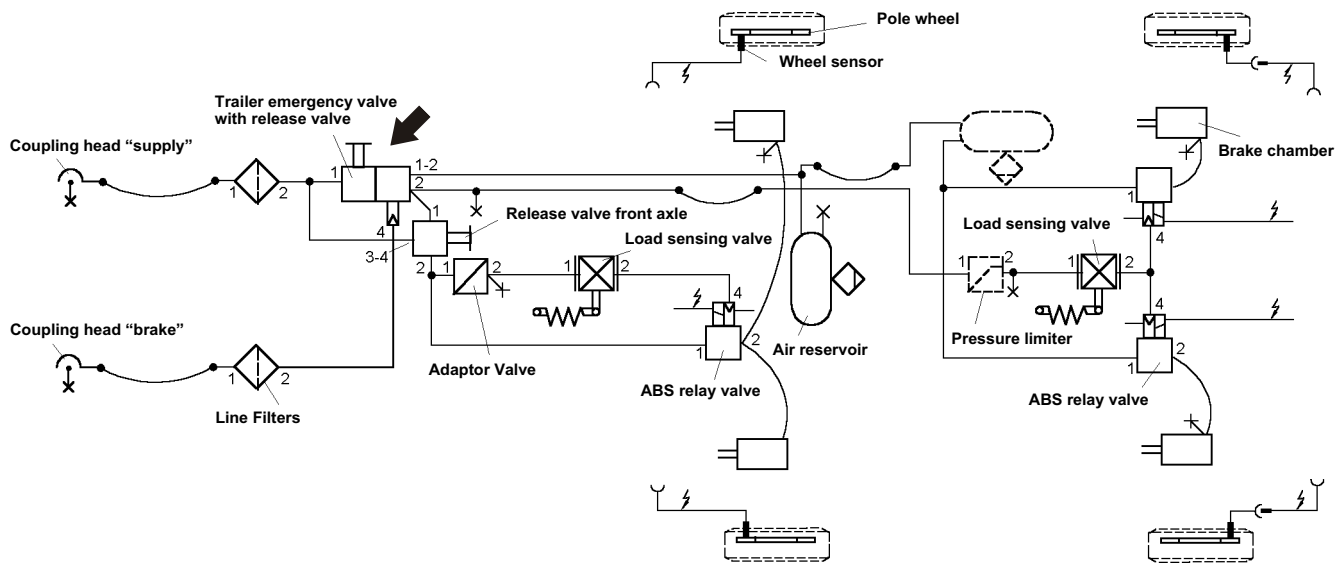 Pole wheel
Wheel sensor
Trailer emergency valve
with release valve
Coupling head “supply”
Brake chamber
1
2
1
1-2
2
1
4
3-4
Release valve front axle
2
1
2
Load sensing valve
1
2
4
1
2
Adaptor Valve
ABS relay valve
Air reservoir
1
4
Load sensing valve
1
2
1
2
4
Pressure limiter
1
2
ABS relay valve
Coupling head “brake”
1
2
Line Filters